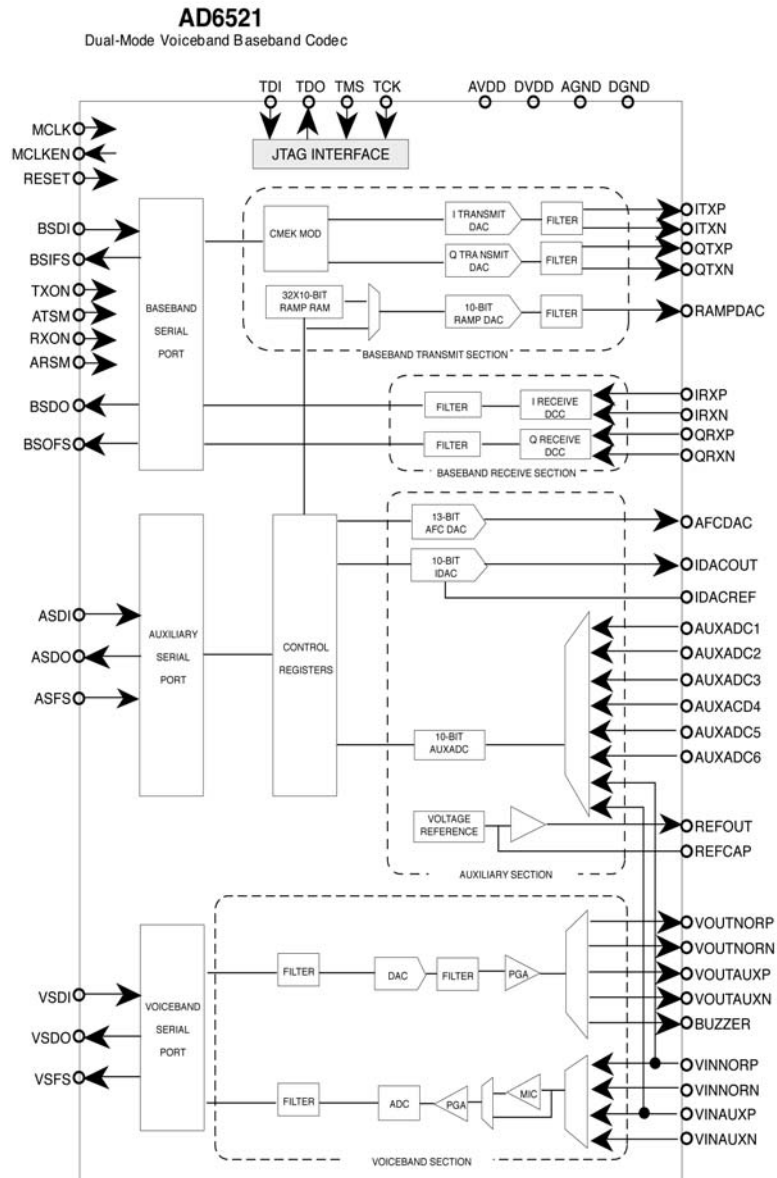 AD6521
Dual-Mode Voiceband Baseband Codec
TDI TDO TMS TCK AVDD DVDD AGND DGND
JTAG INTERFACE
MCLK
MCLKEN
RESET
BSDI
BSIFS
TXON
ATSM
RXON
ARSM
BSDO
BSOFS
BASEBAND
SERIAL
PORT
CMEK MOD
I TRANSMIT
DAC
FILTER
Q TRANSMIT
DAC
FILTER
32X10-BIT
RAMP RAM
10-BIT
RAMP DAC
FILTER
BASEBAND TRANSMIT SECTION
ITXP
ITXN
QTXP
QTXN
RAMPDAC
FILTER
I RECEIVE
DCC
FILTER
Q RECEIVE
DCC
BASEBAND RECEIVE SECTION
IRXP
IRXN
QRXP
QRXN
ASDI
ASDO
ASFS
AUXILIARY
SERIAL
PORT
CONTROL
REGISTERS
13-BIT
AFC DAC
10-BIT
IDAC
10-BIT
AUXADC
VOLTAGE
REFERENCE
AUXILIARY SECTION
AFCDAC
IDACOUT
IDACREF
AUXADC1
AUXADC2
AUXADC3
AUXACD4
AUXADC5
AUXADC6
REFOUT
REFCAP
VSDI
VSDO
VSFS
VOICEBAND
SERIAL
PORT
FILTER
DAC
FILTER
PGA
FILTER
ADC
PGA
MIC
VOICEBAND SECTION
VOUTNORP
VOUTNORN
VOUTAUXP
VOUTAUXN
BUZZER
VINNORP
VINNORN
VINAUXP
VINAUXN